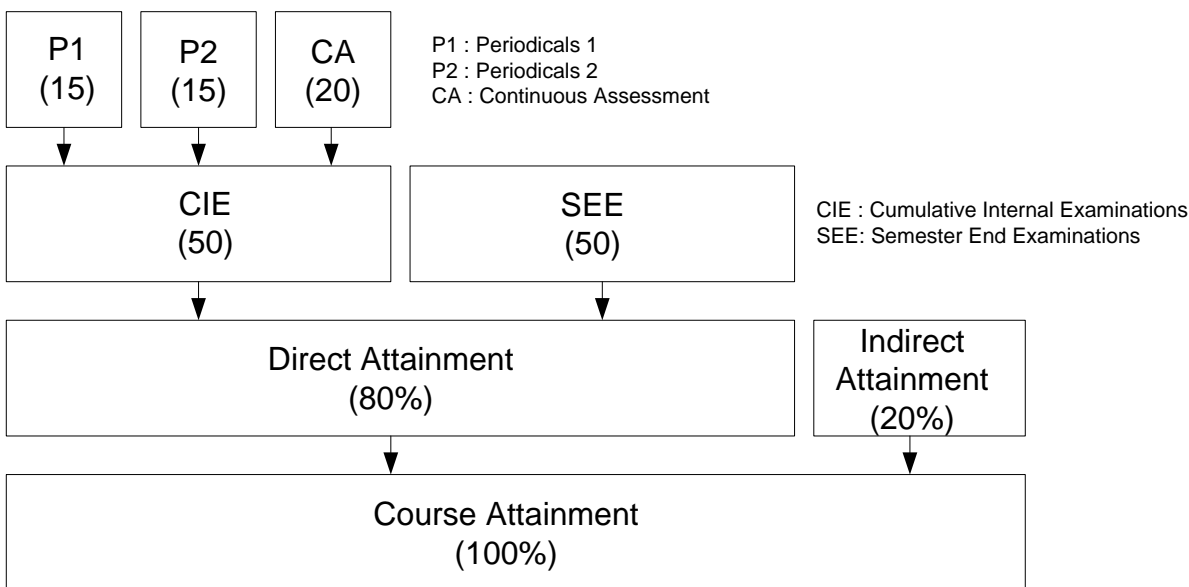 P1
(15)
P2
(15)
CA
(20)
P1 : Periodicals 1
P2 : Periodicals 2
CA : Continuous Assessment
CIE
(50)
SEE
(50)
CIE : Cumulative Internal Examinations
SEE: Semester End Examinations
Direct Attainment
(80%)
Indirect
Attainment
(20%)
Course Attainment
(100%)